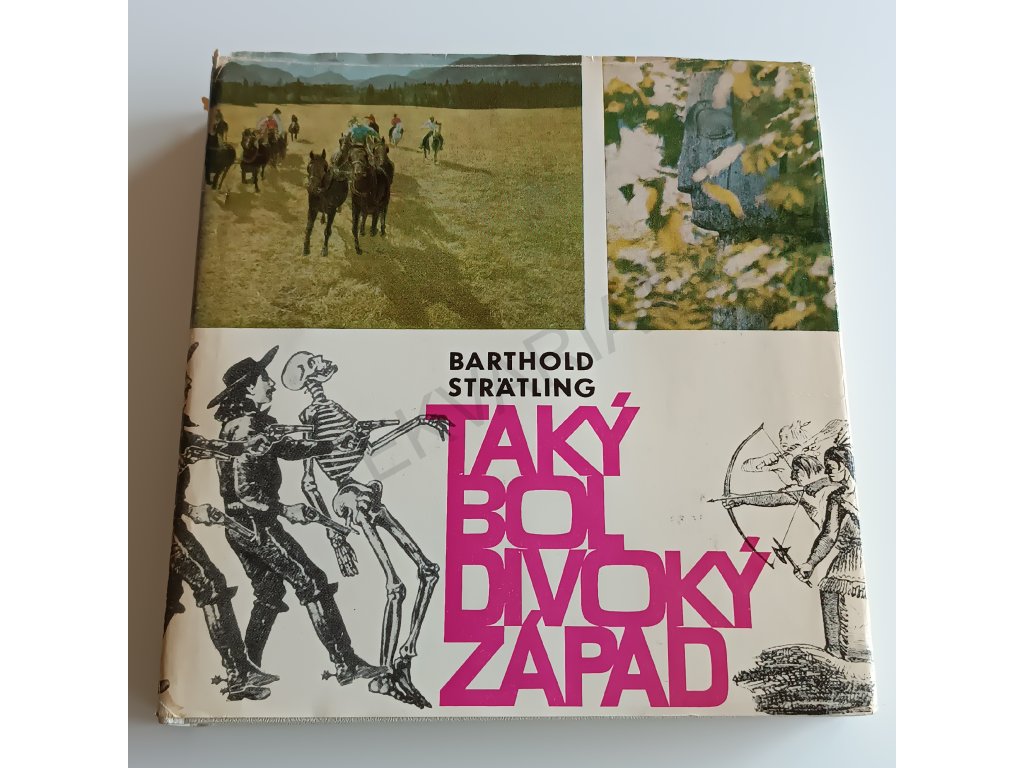 BARTHOLD
STRÄTLING
TAKÝ
BOL
DIVOKÝ
ZÁPAD